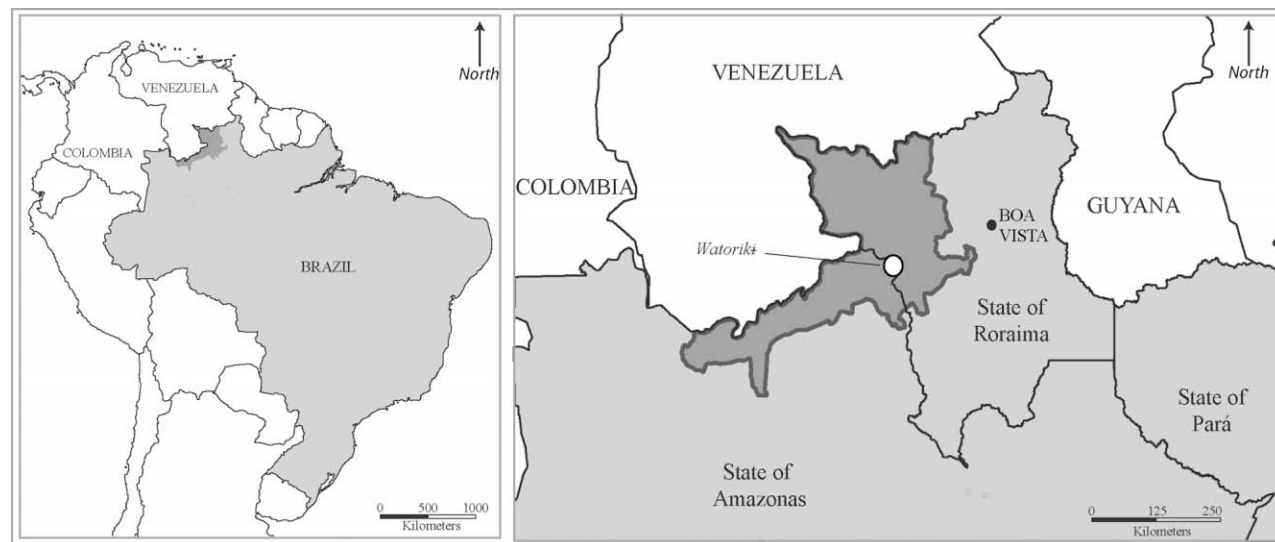 North
VENEZUELA
COLOMBIA
BRAZIL
0 500 1000
Kilometers
North
VENEZUELA
COLOMBIA
GUYANA
BOA
VISTA
Watorikɨ
State of
Roraima
State of
Pará
State of
Amazonas
0 125 250
Kilometers